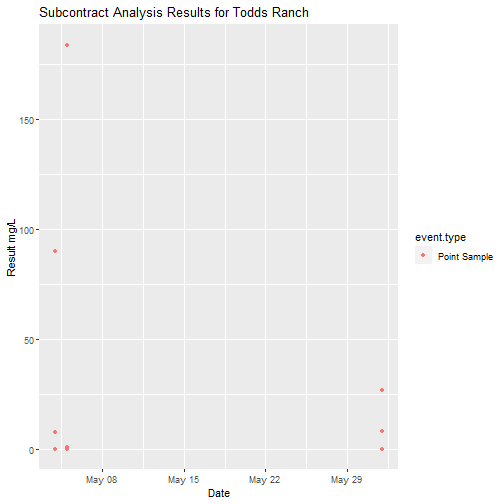 Subcontract Analysis Results for Todds Ranch
150
100
50
0
Result mg/L
May 08
May 15
May 22
May 29
Date
event.type
Point Sample